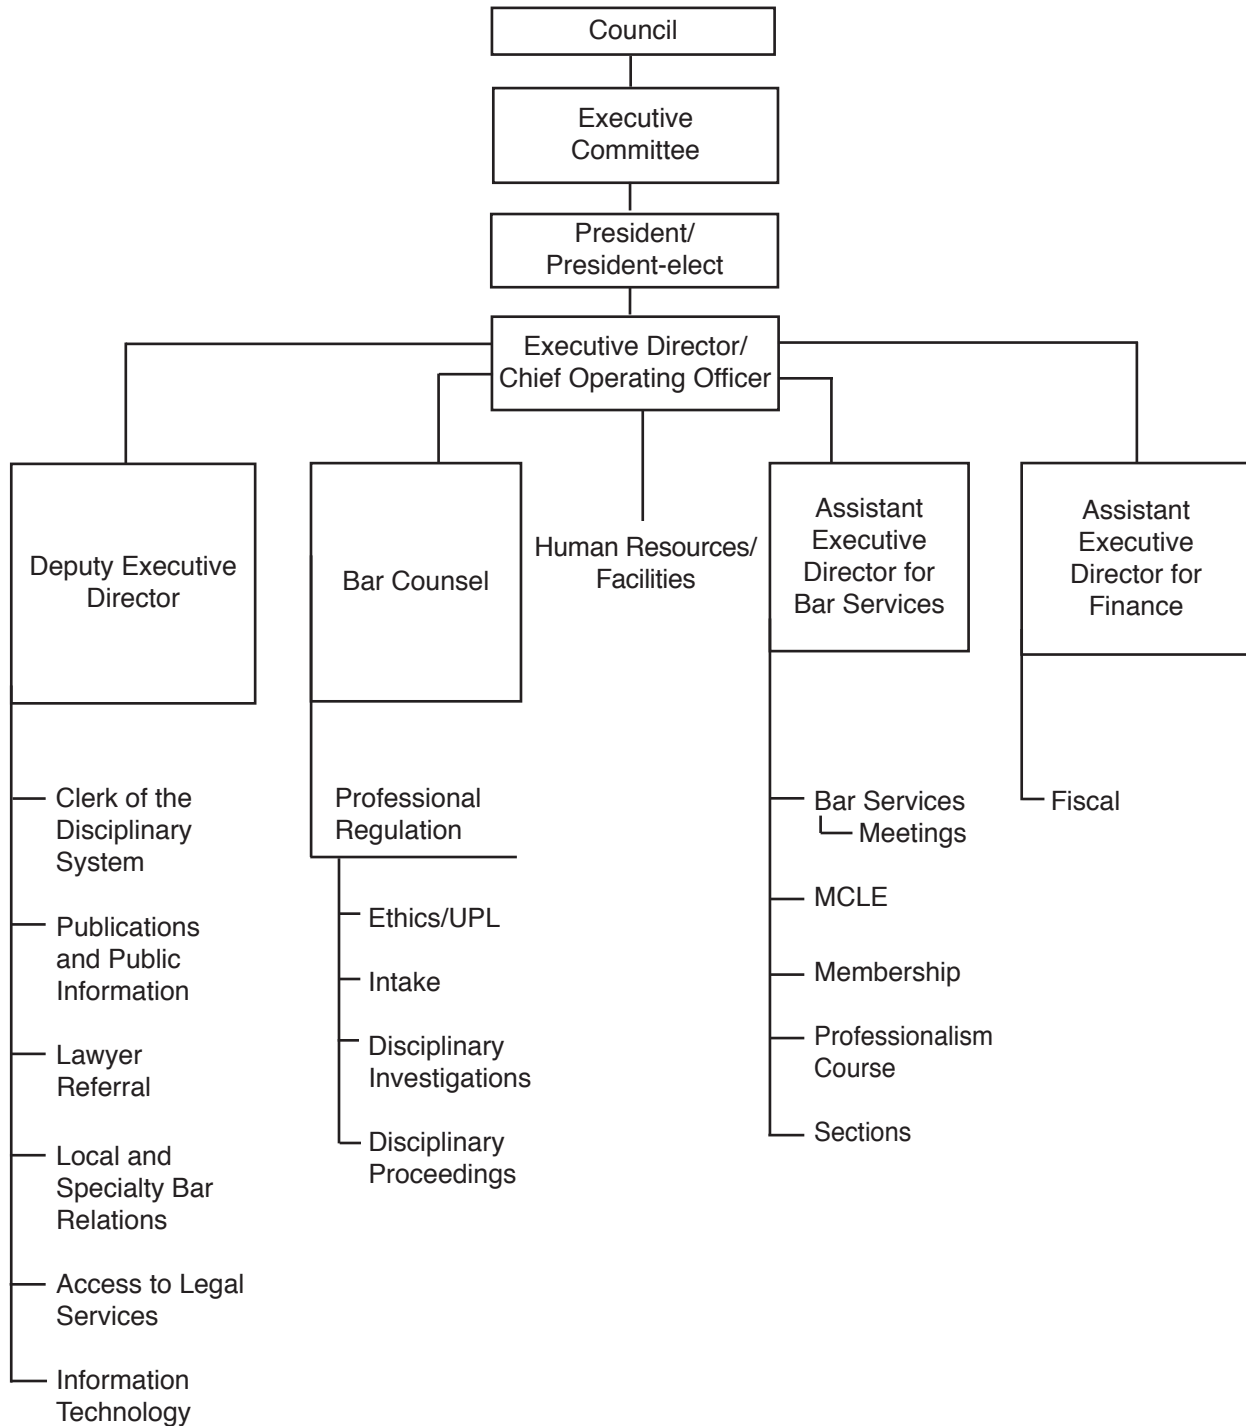 Council
Executive
Committee
President/
President-elect
Executive Director/
Chief Operating Officer
Deputy Executive
Director
Bar Counsel
Human Resources/
Facilities
Assistant
Executive
Director for
Bar Services
Assistant
Executive
Director for
Finance
Clerk of the
Disciplinary
System
Publications
and Public
Information
Lawyer
Referral
Local and
Specialty Bar
Relations
Access to Legal
Services
Information
Technology
Professional
Regulation
Ethics/UPL
Intake
Disciplinary
Investigations
Disciplinary
Proceedings
Bar Services
Meetings
MCLE
Membership
Professionalism
Course
Sections
Fiscal